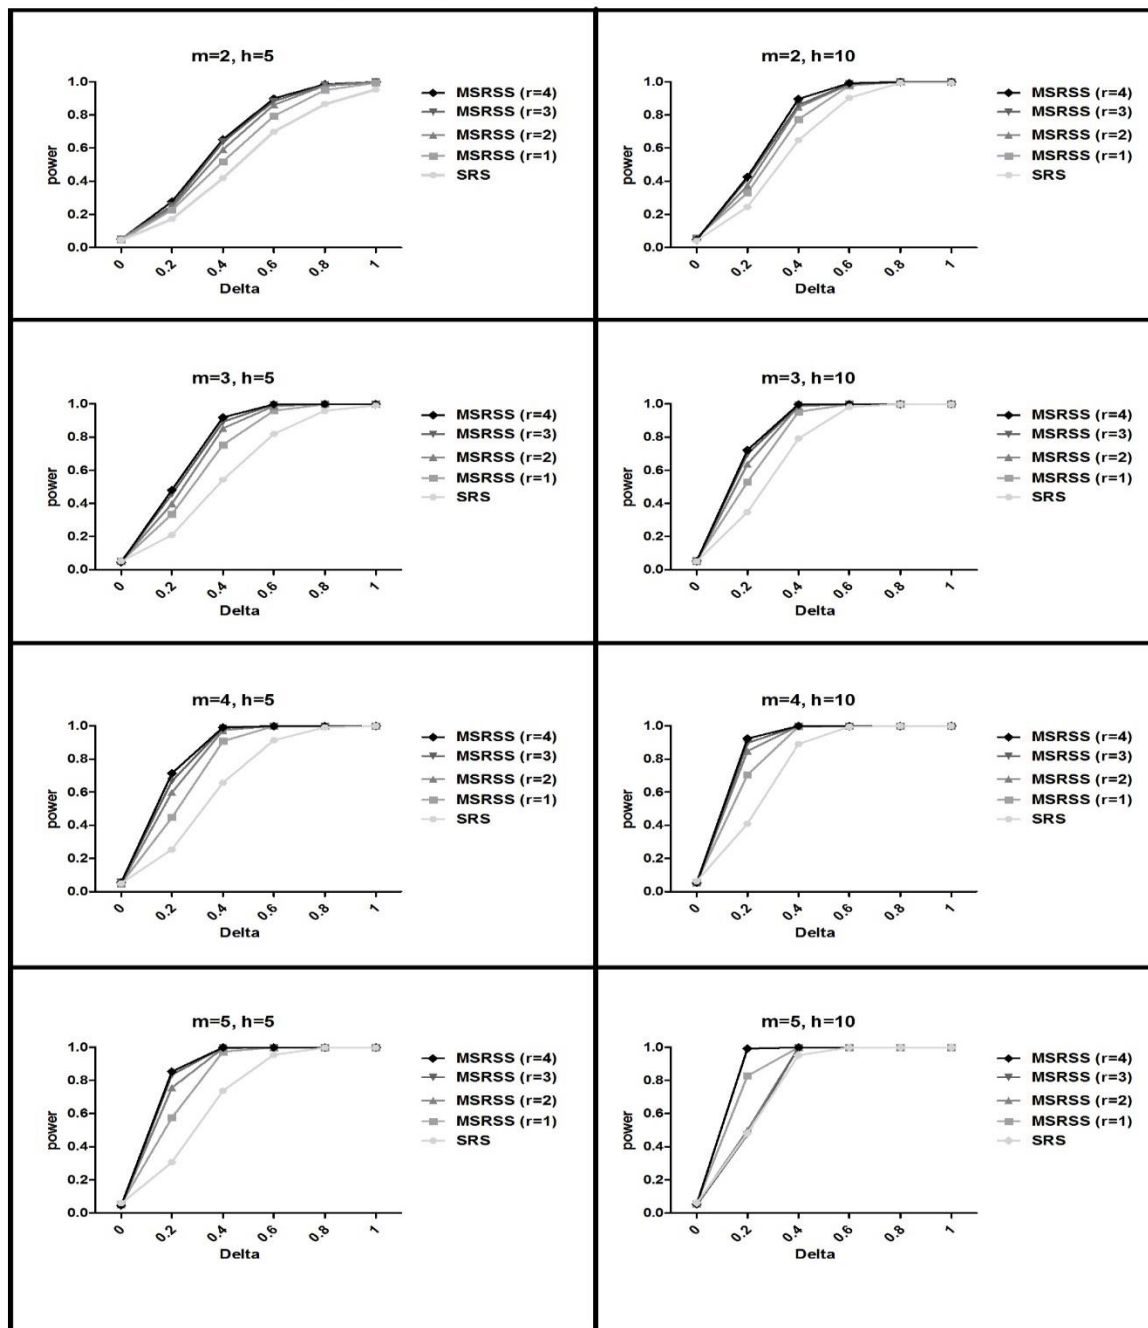 m=2, h=5
1.0
0.8
0.6
0.4
0.2
0.0
power
0
0.2
0.4
0.6
0.8
1
Delta
MSRSS (r=4)
MSRSS (r=3)
MSRSS (r=2)
MSRSS (r=1)
SRS
m=2, h=10
1.0
0.8
0.6
0.4
0.2
0.0
power
0
0.2
0.4
0.6
0.8
1
Delta
MSRSS (r=4)
MSRSS (r=3)
MSRSS (r=2)
MSRSS (r=1)
SRS
m=3, h=5
1.0
0.8
0.6
0.4
0.2
0.0
power
0
0.2
0.4
0.6
0.8
1
Delta
MSRSS (r=4)
MSRSS (r=3)
MSRSS (r=2)
MSRSS (r=1)
SRS
m=3, h=10
1.0
0.8
0.6
0.4
0.2
0.0
power
0
0.2
0.4
0.6
0.8
1
Delta
MSRSS (r=4)
MSRSS (r=3)
MSRSS (r=2)
MSRSS (r=1)
SRS
m=4, h=5
1.0
0.8
0.6
0.4
0.2
0.0
power
0
0.2
0.4
0.6
0.8
1
Delta
MSRSS (r=4)
MSRSS (r=3)
MSRSS (r=2)
MSRSS (r=1)
SRS
m=4, h=10
1.0
0.8
0.6
0.4
0.2
0.0
power
0
0.2
0.4
0.6
0.8
1
Delta
MSRSS (r=4)
MSRSS (r=3)
MSRSS (r=2)
MSRSS (r=1)
SRS
m=5, h=5
1.0
0.8
0.6
0.4
0.2
0.0
power
0
0.2
0.4
0.6
0.8
1
Delta
MSRSS (r=4)
MSRSS (r=3)
MSRSS (r=2)
MSRSS (r=1)
SRS
m=5, h=10
1.0
0.8
0.6
0.4
0.2
0.0
power
0
0.2
0.4
0.6
0.8
1
Delta
MSRSS (r=4)
MSRSS (r=3)
MSRSS (r=2)
MSRSS (r=1)
SRS